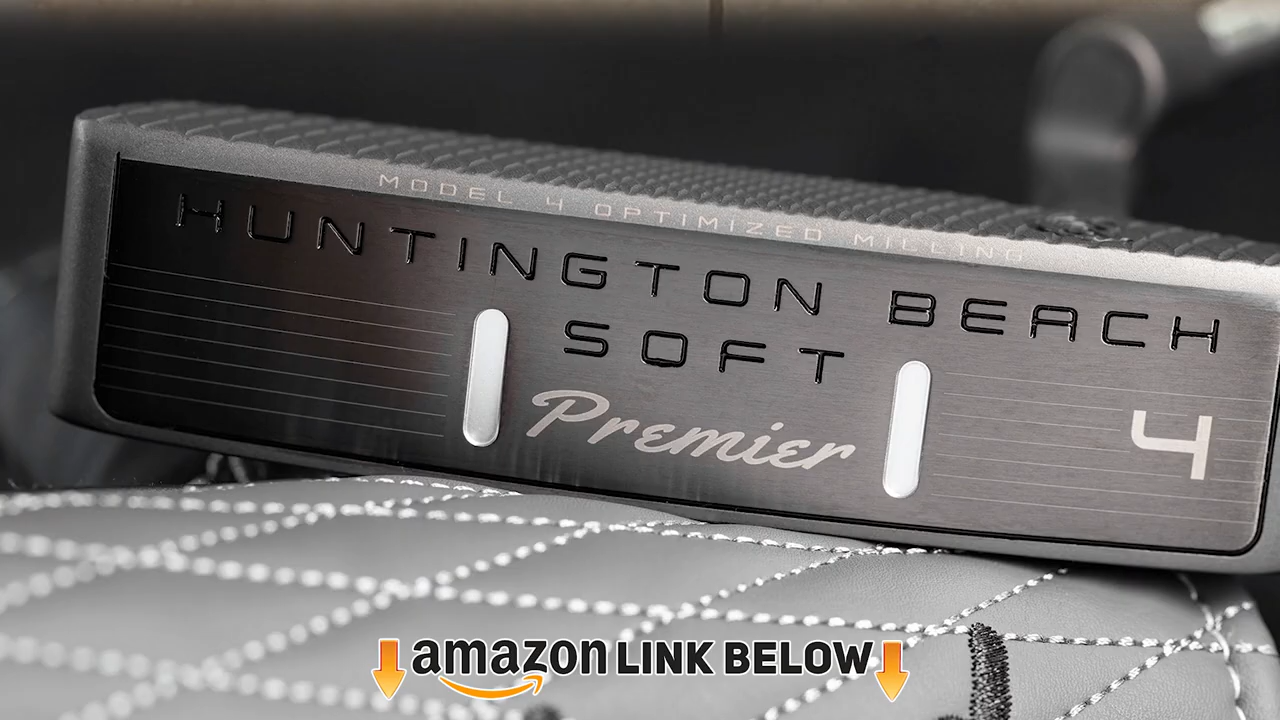 MODEL 4 OPTIMIZED MILLING
HUNTINGTON BEACH
SOFT
Premier
4
amazon LINK BELOW